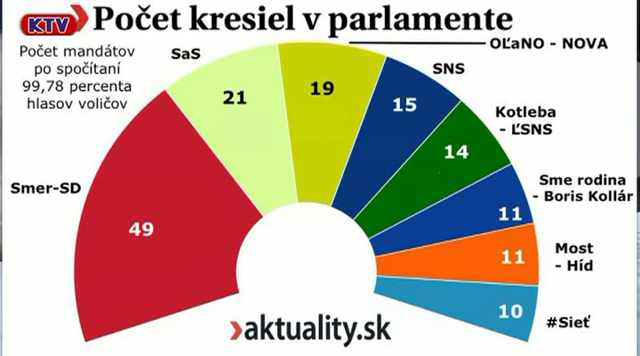 KTV
Počet kresiel v parlamente
Počet mandátov
po spočítaní
99,78 percenta
hlasov voličov
Smer-SD
49
SaS
21
OĽaNO - NOVA
19
SNS
15
Kotleba
- ĽSNS
14
Sme rodina
- Boris Kollár
11
Most
- Híd
11
#Sieť
10
aktuality.sk